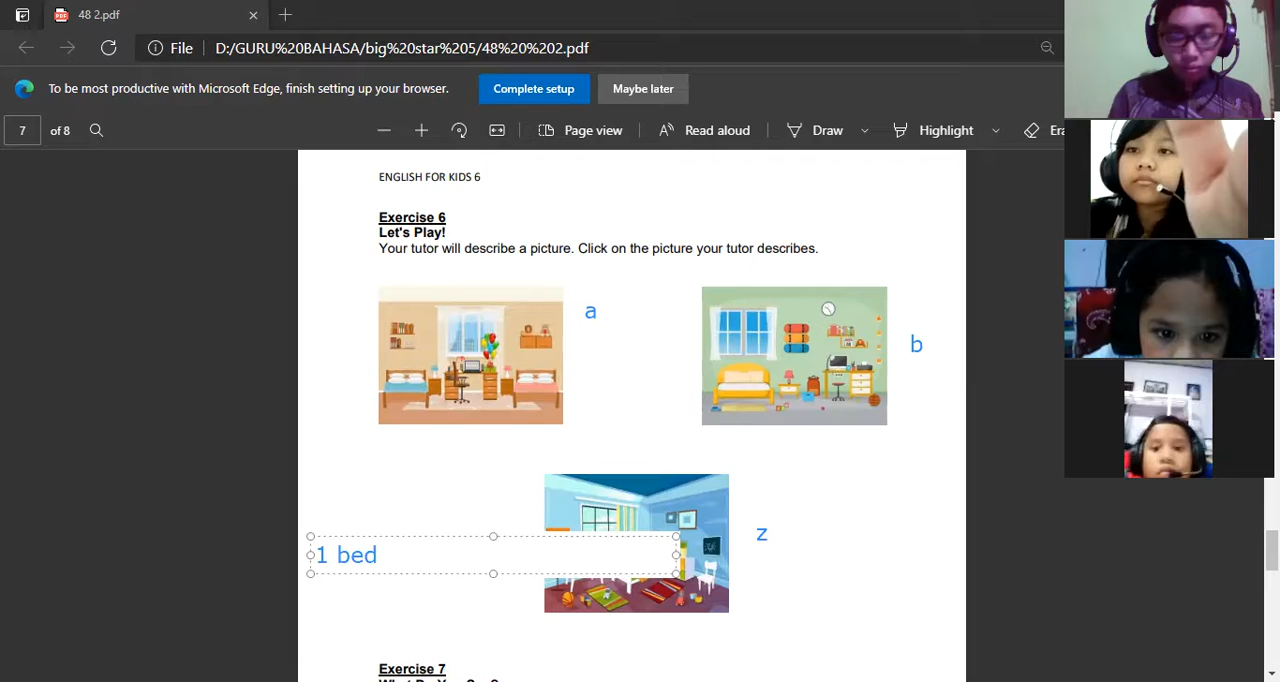 48 2.pdf
File
D:/GURU%20BAHASA/big%20star%205/48%20%202.pdf
To be most productive with Microsoft Edge, finish setting up your browser.
Complete setup
Maybe later
7
of 8
Page view
Read aloud
Draw
Highlight
Era
ENGLISH FOR KIDS 6
Exercise 6
Let's Play!
Your tutor will describe a picture. Click on the picture your tutor describes.
a
b
z
1 bed
Exercise 7